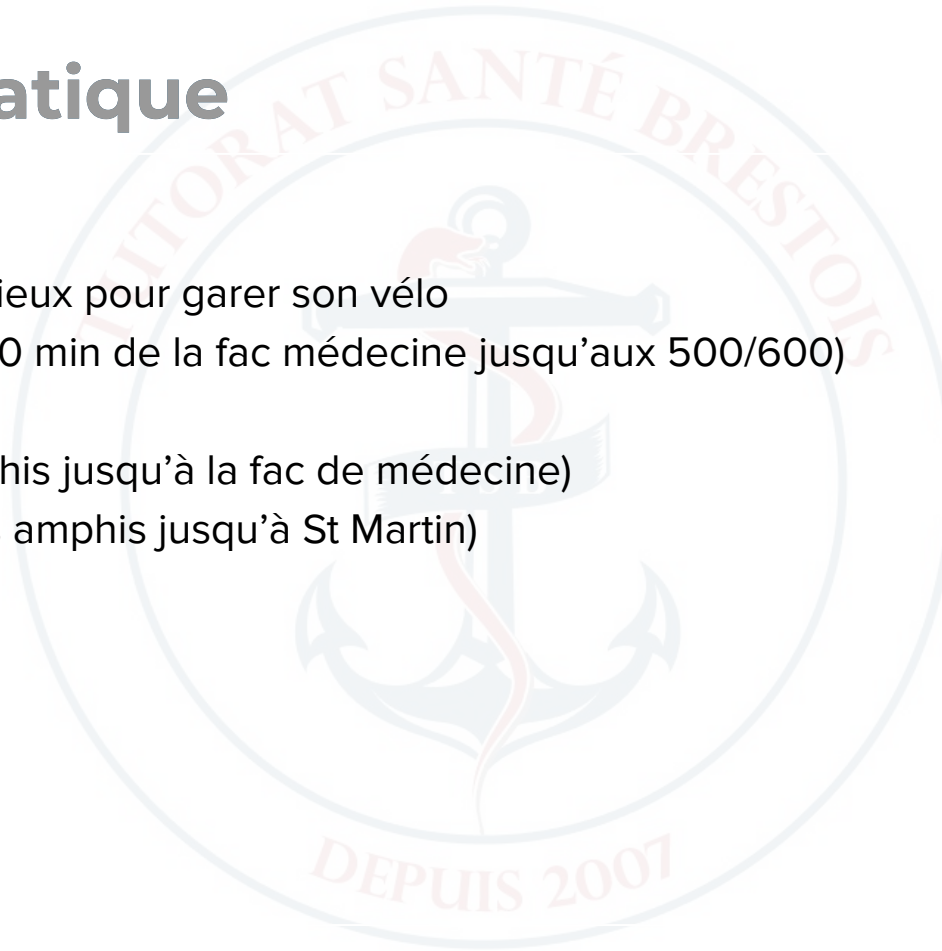 atique
TUTORAT SANTÉ BRESTOIS
ieux pour garer son vélo
0 min de la fac médecine jusqu’aux 500/600)
his jusqu’à la fac de médecine)
amphis jusqu’à St Martin)
DEPUIS 2007